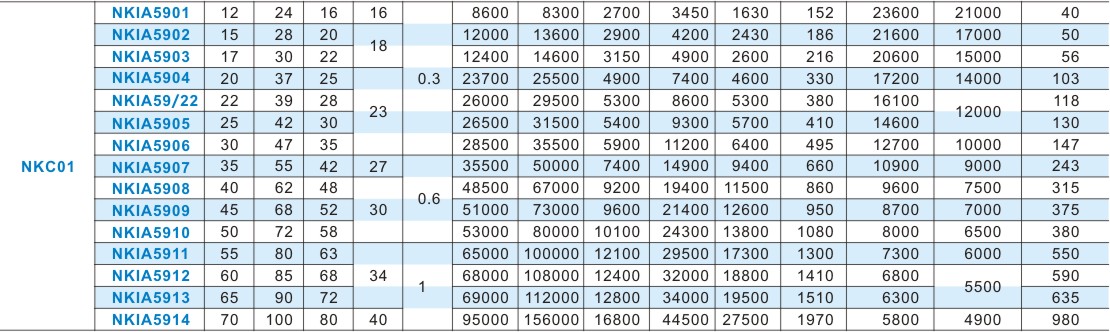 NKIA5901 12 24 16 16 8600 8300 2700 3450 1630 152 23600 21000 40
NKIA5902 15 28 20 18 12000 13600 2900 4200 2430 186 21600 17000 50
NKIA5903 17 30 22 12400 14600 3150 4900 2600 216 20600 15000 56
NKIA5904 20 37 25 0.3 23700 25500 4900 7400 4600 330 17200 14000 103
NKIA59/22 22 39 28 23 26000 29500 5300 8600 5300 380 16100 12000 118
NKIA5905 25 42 30 26500 31500 5400 9300 5700 410 14600 130
NKIA5906 30 47 35 28500 35500 5900 11200 6400 495 12700 10000 147
NKC01 NKIA5907 35 55 42 27 35500 50000 7400 14900 9400 660 10900 9000 243
NKIA5908 40 62 48 0.6 48500 67000 9200 19400 11500 860 9600 7500 315
NKIA5909 45 68 52 30 51000 73000 9600 21400 12600 950 8700 7000 375
NKIA5910 50 72 58 53000 80000 10100 24300 13800 1080 8000 6500 380
NKIA5911 55 80 63 65000 100000 12100 29500 17300 1300 7300 6000 550
NKIA5912 60 85 68 34 1 68000 108000 12400 32000 18800 1410 6800 5500 590
NKIA5913 65 90 72 69000 112000 12800 34000 19500 1510 6300 635
NKIA5914 70 100 80 40 95000 156000 16800 44500 27500 1970 5800 4900 980